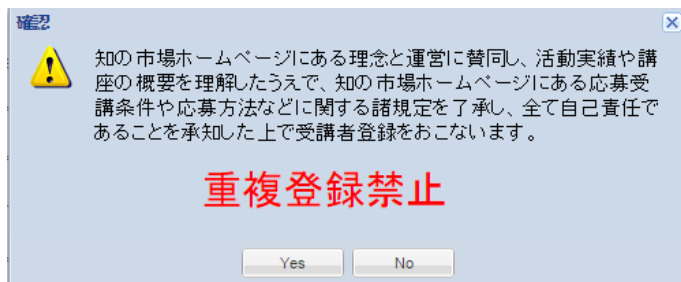 確認
知の市場ホームページにある理念と運営に賛同し、活動実績や講
座の概要を理解したうえで、知の市場ホームページにある応募受
講条件や応募方法などに関する諸規定を了承し、全て自己責任で
あることを承知した上で受講者登録をおこないます。
重複登録禁止
Yes
No